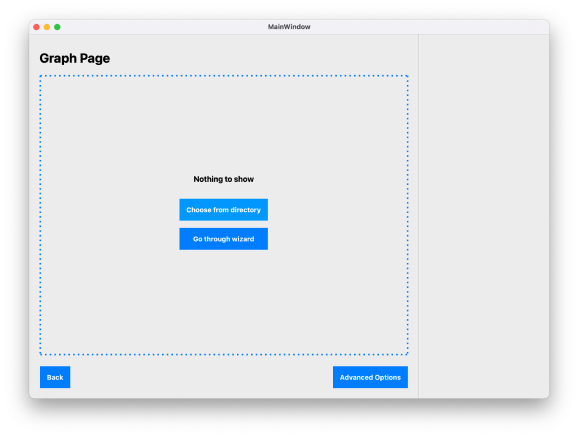 MainWindow
Graph Page
Nothing to show
Choose from directory
Go through wizard
Back
Advanced Options